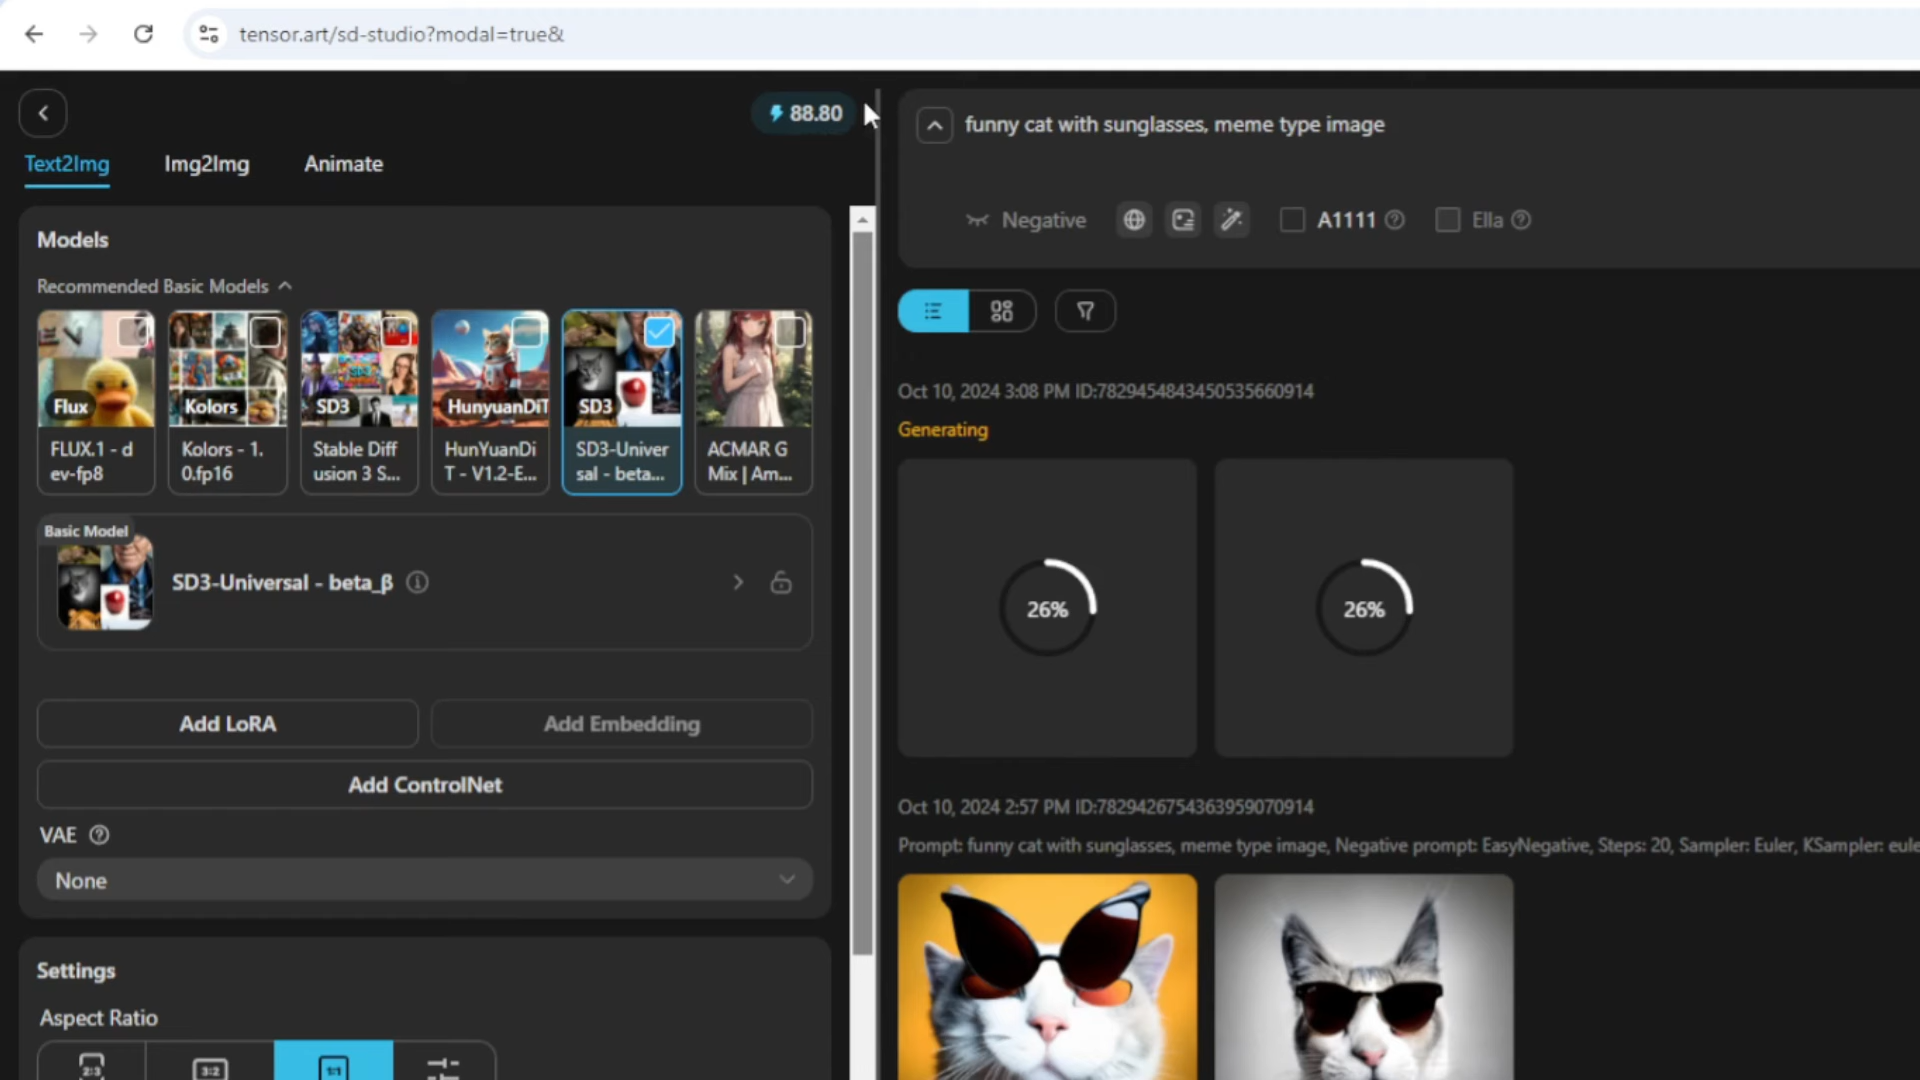 tensor.art/sd-studio?modal=true&
88.80
Text2Img
Img2Img
Animate
Models
Recommended Basic Models
Flux
Kolors
SD3
HunyuanDiT
SD3
FLUX.1 - d
ev-fp8
Kolors - 1.
0.fp16
Stable Diff
usion 3 S...
HunYuanDi
T - V1.2-E...
SD3-Univer
sal - beta...
ACMAR G
Mix | Am...
Basic Model
SD3-Universal - beta_β
Add LoRA
Add Embedding
Add ControlNet
VAE
None
Settings
Aspect Ratio
2:3
3:2
1:1
funny cat with sunglasses, meme type image
Negative
A1111
Ella
Oct 10, 2024 3:08 PM ID:782945484345053566​0914
Generating
26%
26%
Oct 10, 2024 2:57 PM ID:782942675436395907​0914
Prompt: funny cat with sunglasses, meme type image, Negative prompt: EasyNegative, Steps: 20, Sampler: Euler, KSampler: eule